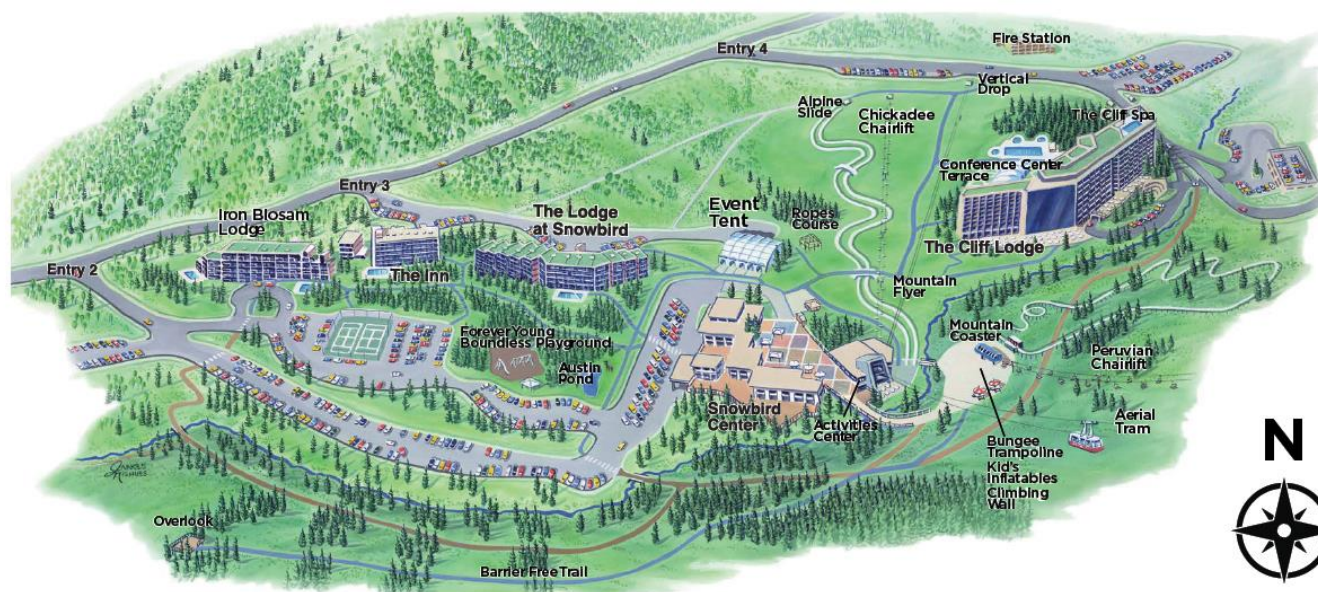 Fire Station
Entry 4
Vertical
Drop
Alpine
Slide
Chickadee
Chairlift
The Cliff Spa
Conference Center
Terrace
Entry 3
Iron Blosam
Lodge
The Lodge
at Snowbird
Event
Tent
Ropes
Course
The Cliff Lodge
Entry 2
The Inn
Mountain
Flyer
Mountain
Coaster
Forever Young
Boundless Playground
Austin
Pond
Peruvian
Chairlift
Snowbird
Center
Activities
Center
Aerial
Tram
Bungee
Trampoline
Kid's
Inflatables
Climbing
Wall
N
Overlook
Barrier Free Trail